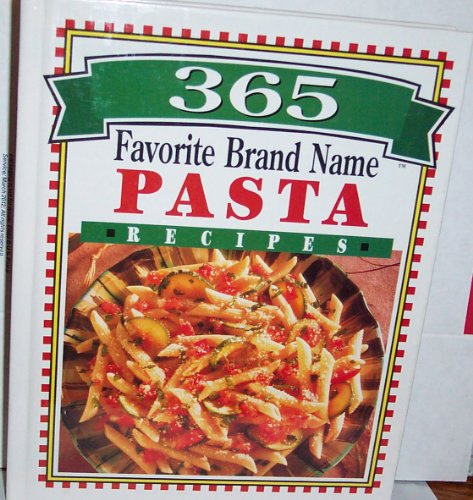 365
Favorite Brand Name™
PASTA
RECIPES